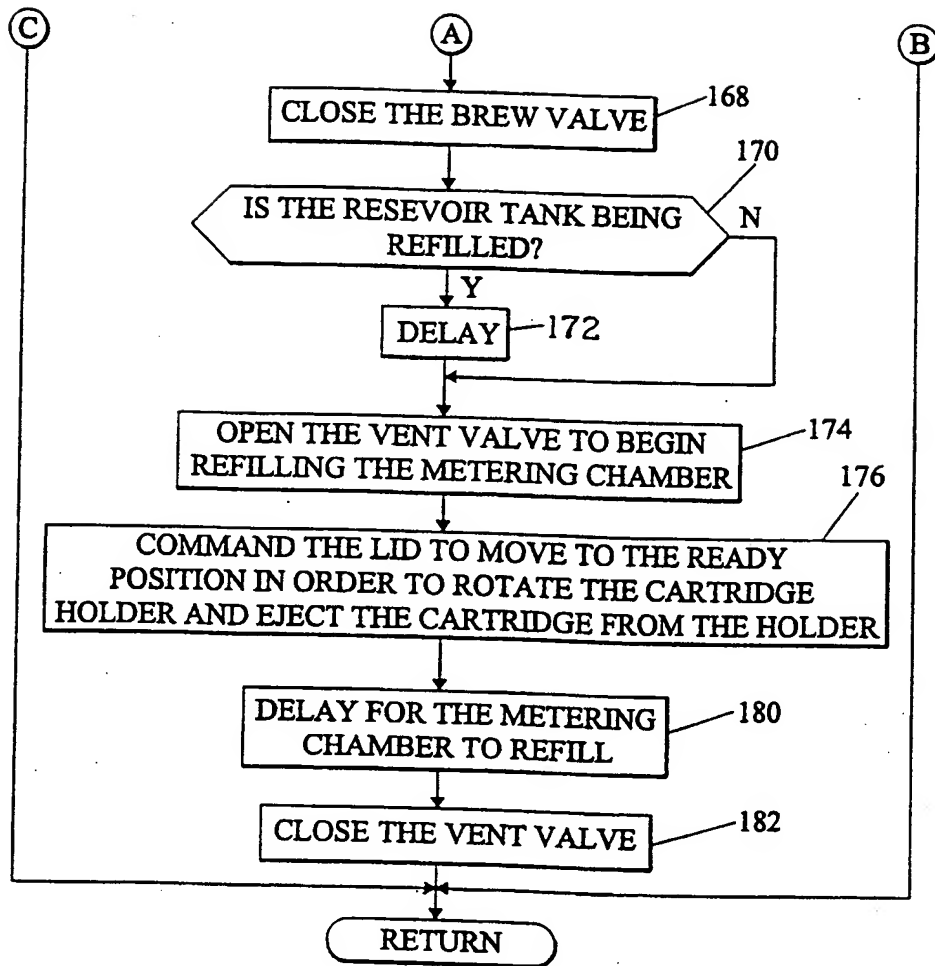 C
A
B
CLOSE THE BREW VALVE
168
170
IS THE RESEVOIR TANK BEING
REFILLED?
N
Y
DELAY
172
OPEN THE VENT VALVE TO BEGIN
REFILLING THE METERING CHAMBER
174
176
COMMAND THE LID TO MOVE TO THE READY
POSITION IN ORDER TO ROTATE THE CARTRIDGE
HOLDER AND EJECT THE CARTRIDGE FROM THE HOLDER
DELAY FOR THE METERING
CHAMBER TO REFILL
180
CLOSE THE VENT VALVE
182
RETURN